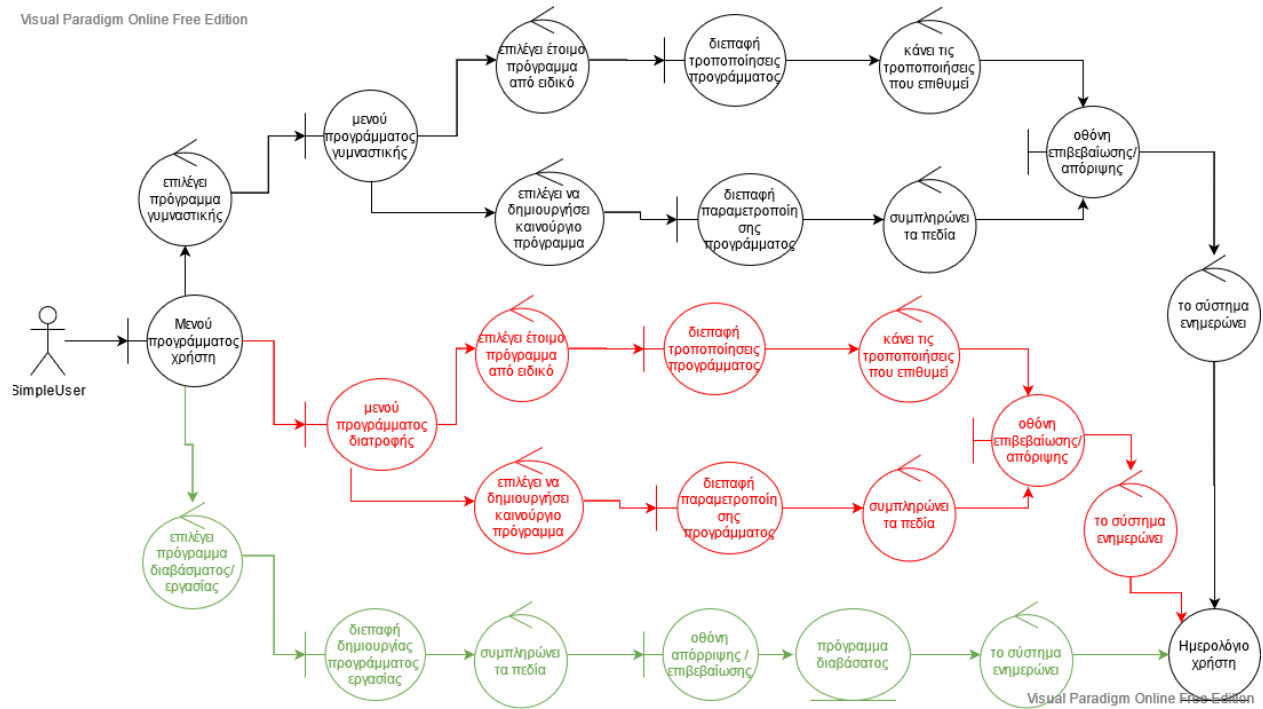 Visual Paradigm Online Free Edition
επιλέγει έτοιμο
πρόγραμμα
από ειδικό
διεπαφή
τροποποίησεις
προγράμματος
κάνει τις
τροποποιήσεις
που επιθυμεί
μενού
προγράμματος
γυμναστικής
οθόνη
επιβεβαίωσης/
απόριψης
επιλέγει
πρόγραμμα
γυμναστικής
επιλέγει να
δημιουργήσει
καινούργιο
πρόγραμμα
διεπαφή
παραμετροποίη
σης
προγράμματος
συμπληρώνει
τα πεδία
το σύστημα
ενημερώνει
SimpleUser
Μενού
προγράμματος
χρήστη
επιλέγει έτοιμο
πρόγραμμα
από ειδικό
διεπαφή
τροποποίησεις
προγράμματος
κάνει τις
τροποποιήσεις
που επιθυμεί
μενού
προγράμματος
διατροφής
οθόνη
επιβεβαίωσης/
απόριψης
επιλέγει να
δημιουργήσει
καινούργιο
πρόγραμμα
διεπαφή
παραμετροποίη
σης
προγράμματος
συμπληρώνει
τα πεδία
το σύστημα
ενημερώνει
επιλέγει
πρόγραμμα
διαβάσματος/
εργασίας
διεπαφή
δημιουργίας
προγράμματος
εργασίας
συμπληρώνει
τα πεδία
οθόνη
απόρριψης /
επιβεβαίωσης
πρόγραμμα
διαβάσατος
το σύστημα
ενημερώνει
Ημερολόγιο
χρήστη
Visual Paradigm Online Free Edition